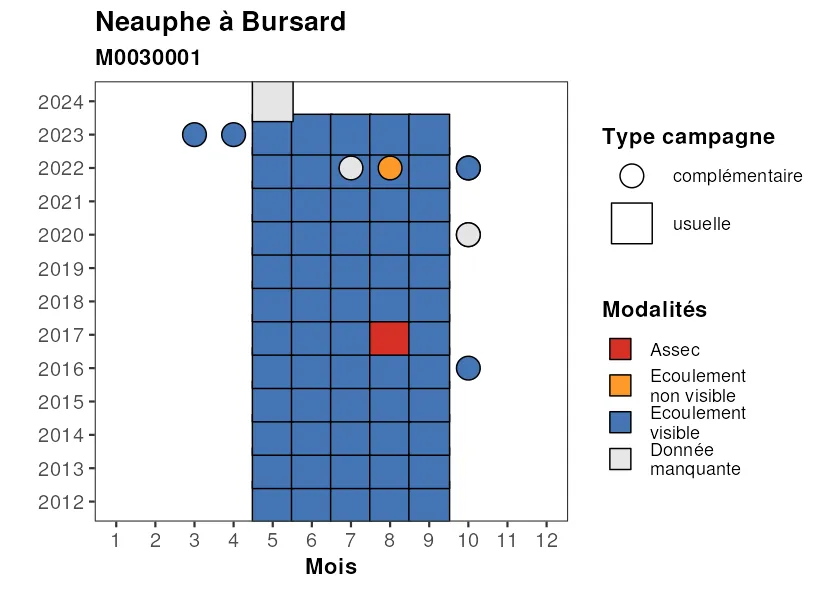 Neauphe à Bursard
M0030001
2024
2023
2022
2021
2020
2019
2018
2017
2016
2015
2014
2013
2012
1 2 3 4 5 6 7 8 9 10 11 12
Mois
Type campagne
complémentaire
usuelle
Modalités
Assec
Ecoulement
non visible
Ecoulement
visible
Donnée
manquante